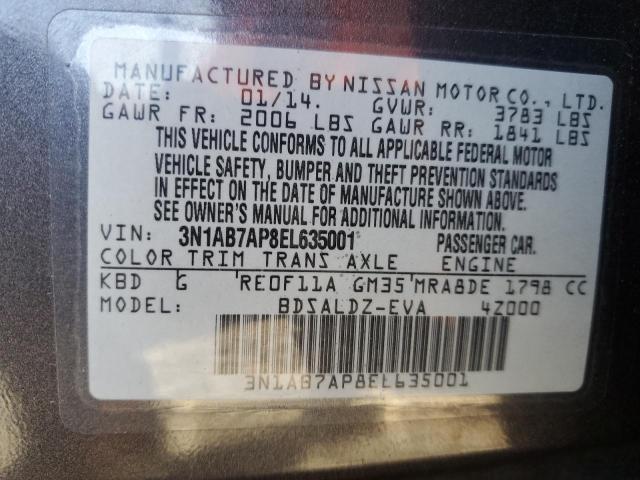 MANUFACTURED BY NISSAN MOTOR CO., LTD.
DATE: 01/14. GVWR: 3783 LBS
GAWR FR: 2006 LBS GAWR RR: 1841 LBS
THIS VEHICLE CONFORMS TO ALL APPLICABLE FEDERAL MOTOR
VEHICLE SAFETY, BUMPER AND THEFT PREVENTION STANDARDS
IN EFFECT ON THE DATE OF MANUFACTURE SHOWN ABOVE.
SEE OWNER'S MANUAL FOR ADDITIONAL INFORMATION.
VIN: 3N1AB7AP8EL635001 PASSENGER CAR.
COLOR TRIM TRANS AXLE ENGINE
KBD G RE0F11A GM35 MRA8DE 1798 CC
MODEL: BDSALDZ-EVA 4Z000
3N1AB7AP8EL635001